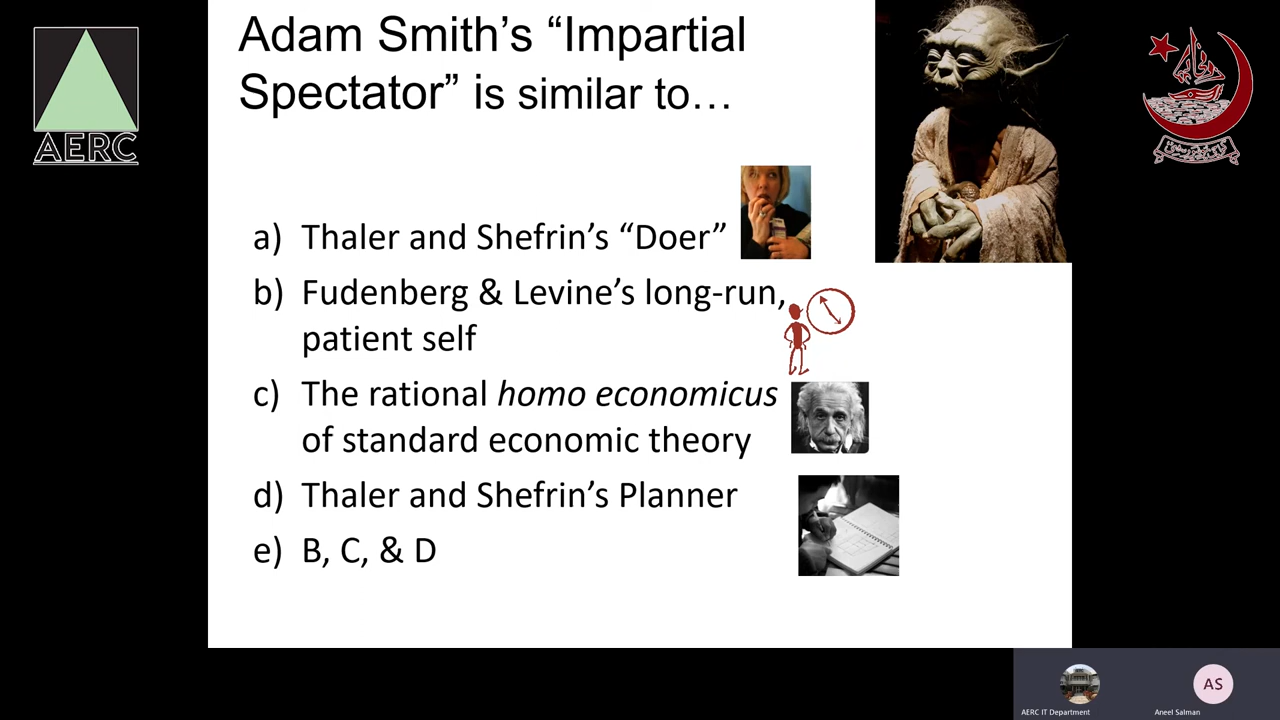 Adam Smith’s “Impartial
Spectator” is similar to…
AERC
a) Thaler and Shefrin’s “Doer”
b) Fudenberg & Levine’s long-run,
patient self
c) The rational homo economicus
of standard economic theory
d) Thaler and Shefrin’s Planner
e) B, C, & D
AS
AERC IT Department
Aneel Salman